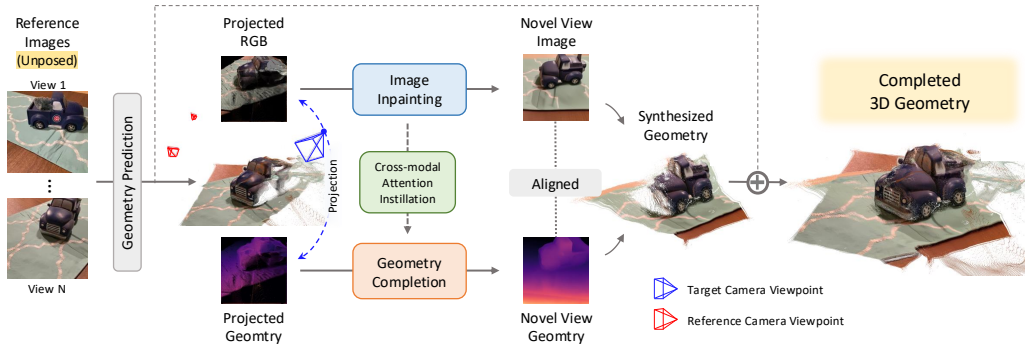 Reference
Images
(Unposed)
View 1
View N
Geometry Prediction
Projected
RGB
Projection
Projected
Geomtry
Image
Inpainting
Cross-modal
Attention
Instillation
Geometry
Completion
Novel View
Image
Aligned
Novel View
Geomtry
Synthesized
Geometry
Completed
3D Geometry
Target Camera Viewpoint
Reference Camera Viewpoint